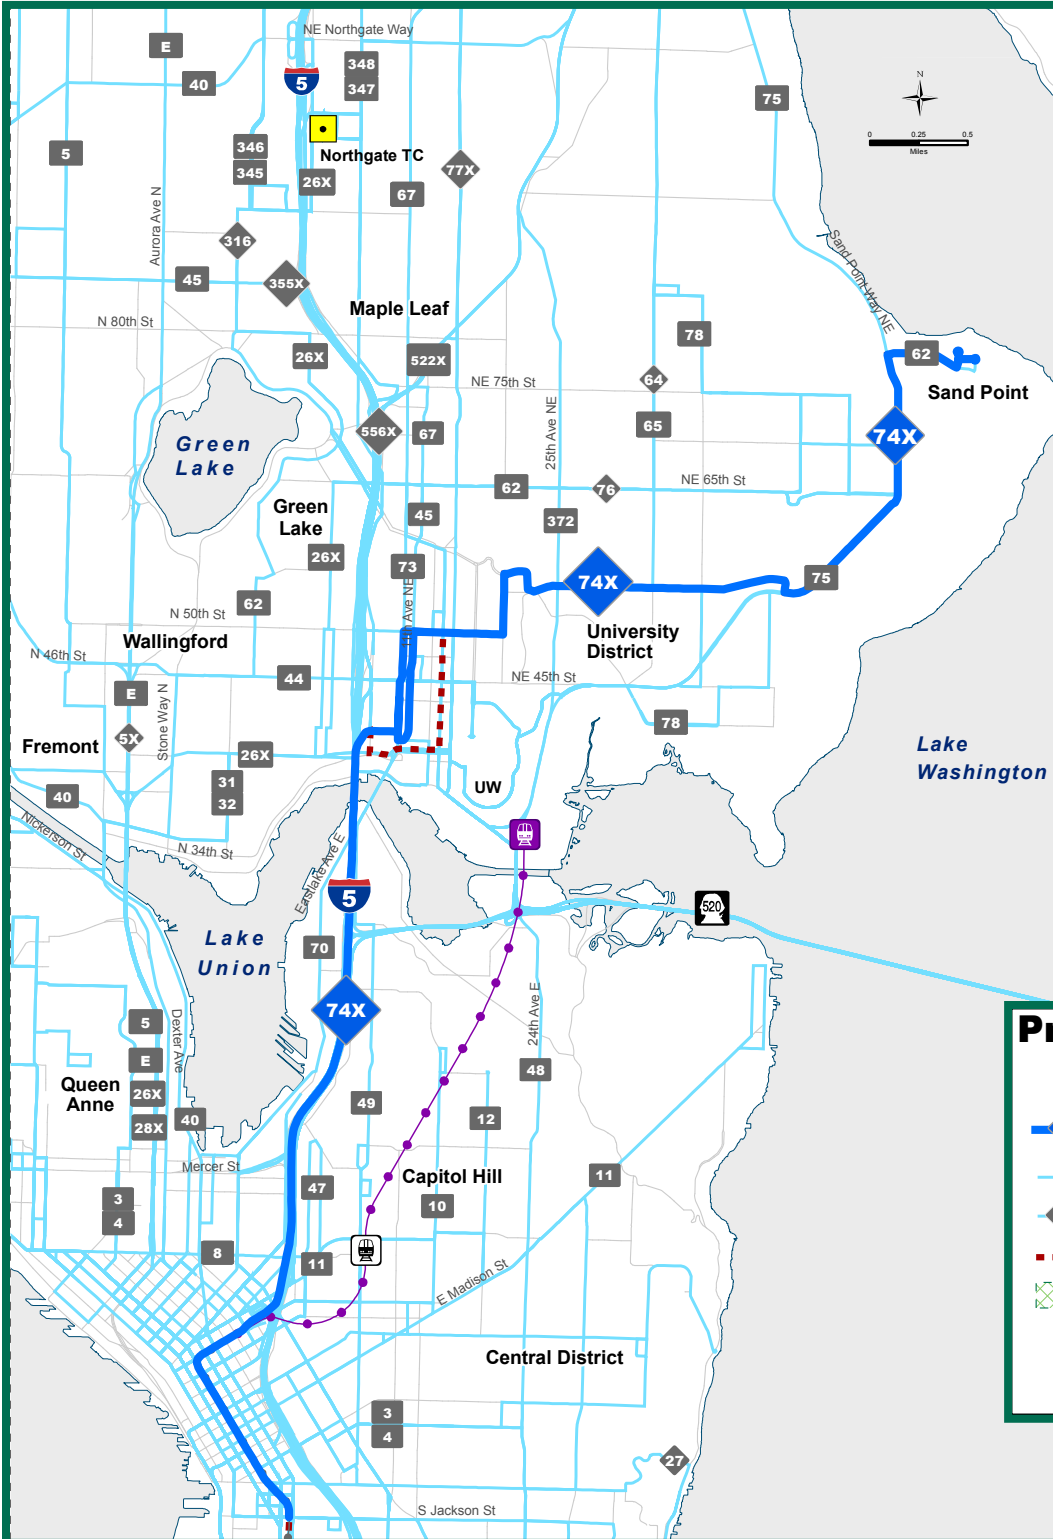 NE Northgate Way
E
348
5
40
347
75
N
0 0.25 0.5
Miles
5
346
Northgate TC
345
26X
77X
67
Aurora Ave N
316
Sand Point Way NE
45
355X
Maple Leaf
N 80th St
78
26X
522X
62
NE 75th St
64
Sand Point
Green
Lake
556X
67
25th Ave NE
65
74X
62
76
NE 65th St
Green
Lake
45
372
26X
73
74X
75
11th Ave NE
62
N 50th St
University
District
Wallingford
N 46th St
44
NE 45th St
E
Stone Way N
78
5X
Fremont
26X
Lake
Washington
31
32
UW
40
Nickerson St
N 34th St
Eastlake Ave E
5
520
Lake
Union
70
74X
24th Ave E
5
Dexter Ave
E
48
Queen
Anne
26X
49
12
28X
40
Mercer St
Capitol Hill
11
47
3
4
10
8
11
E Madison St
Central District
3
4
27
S Jackson St
Pr